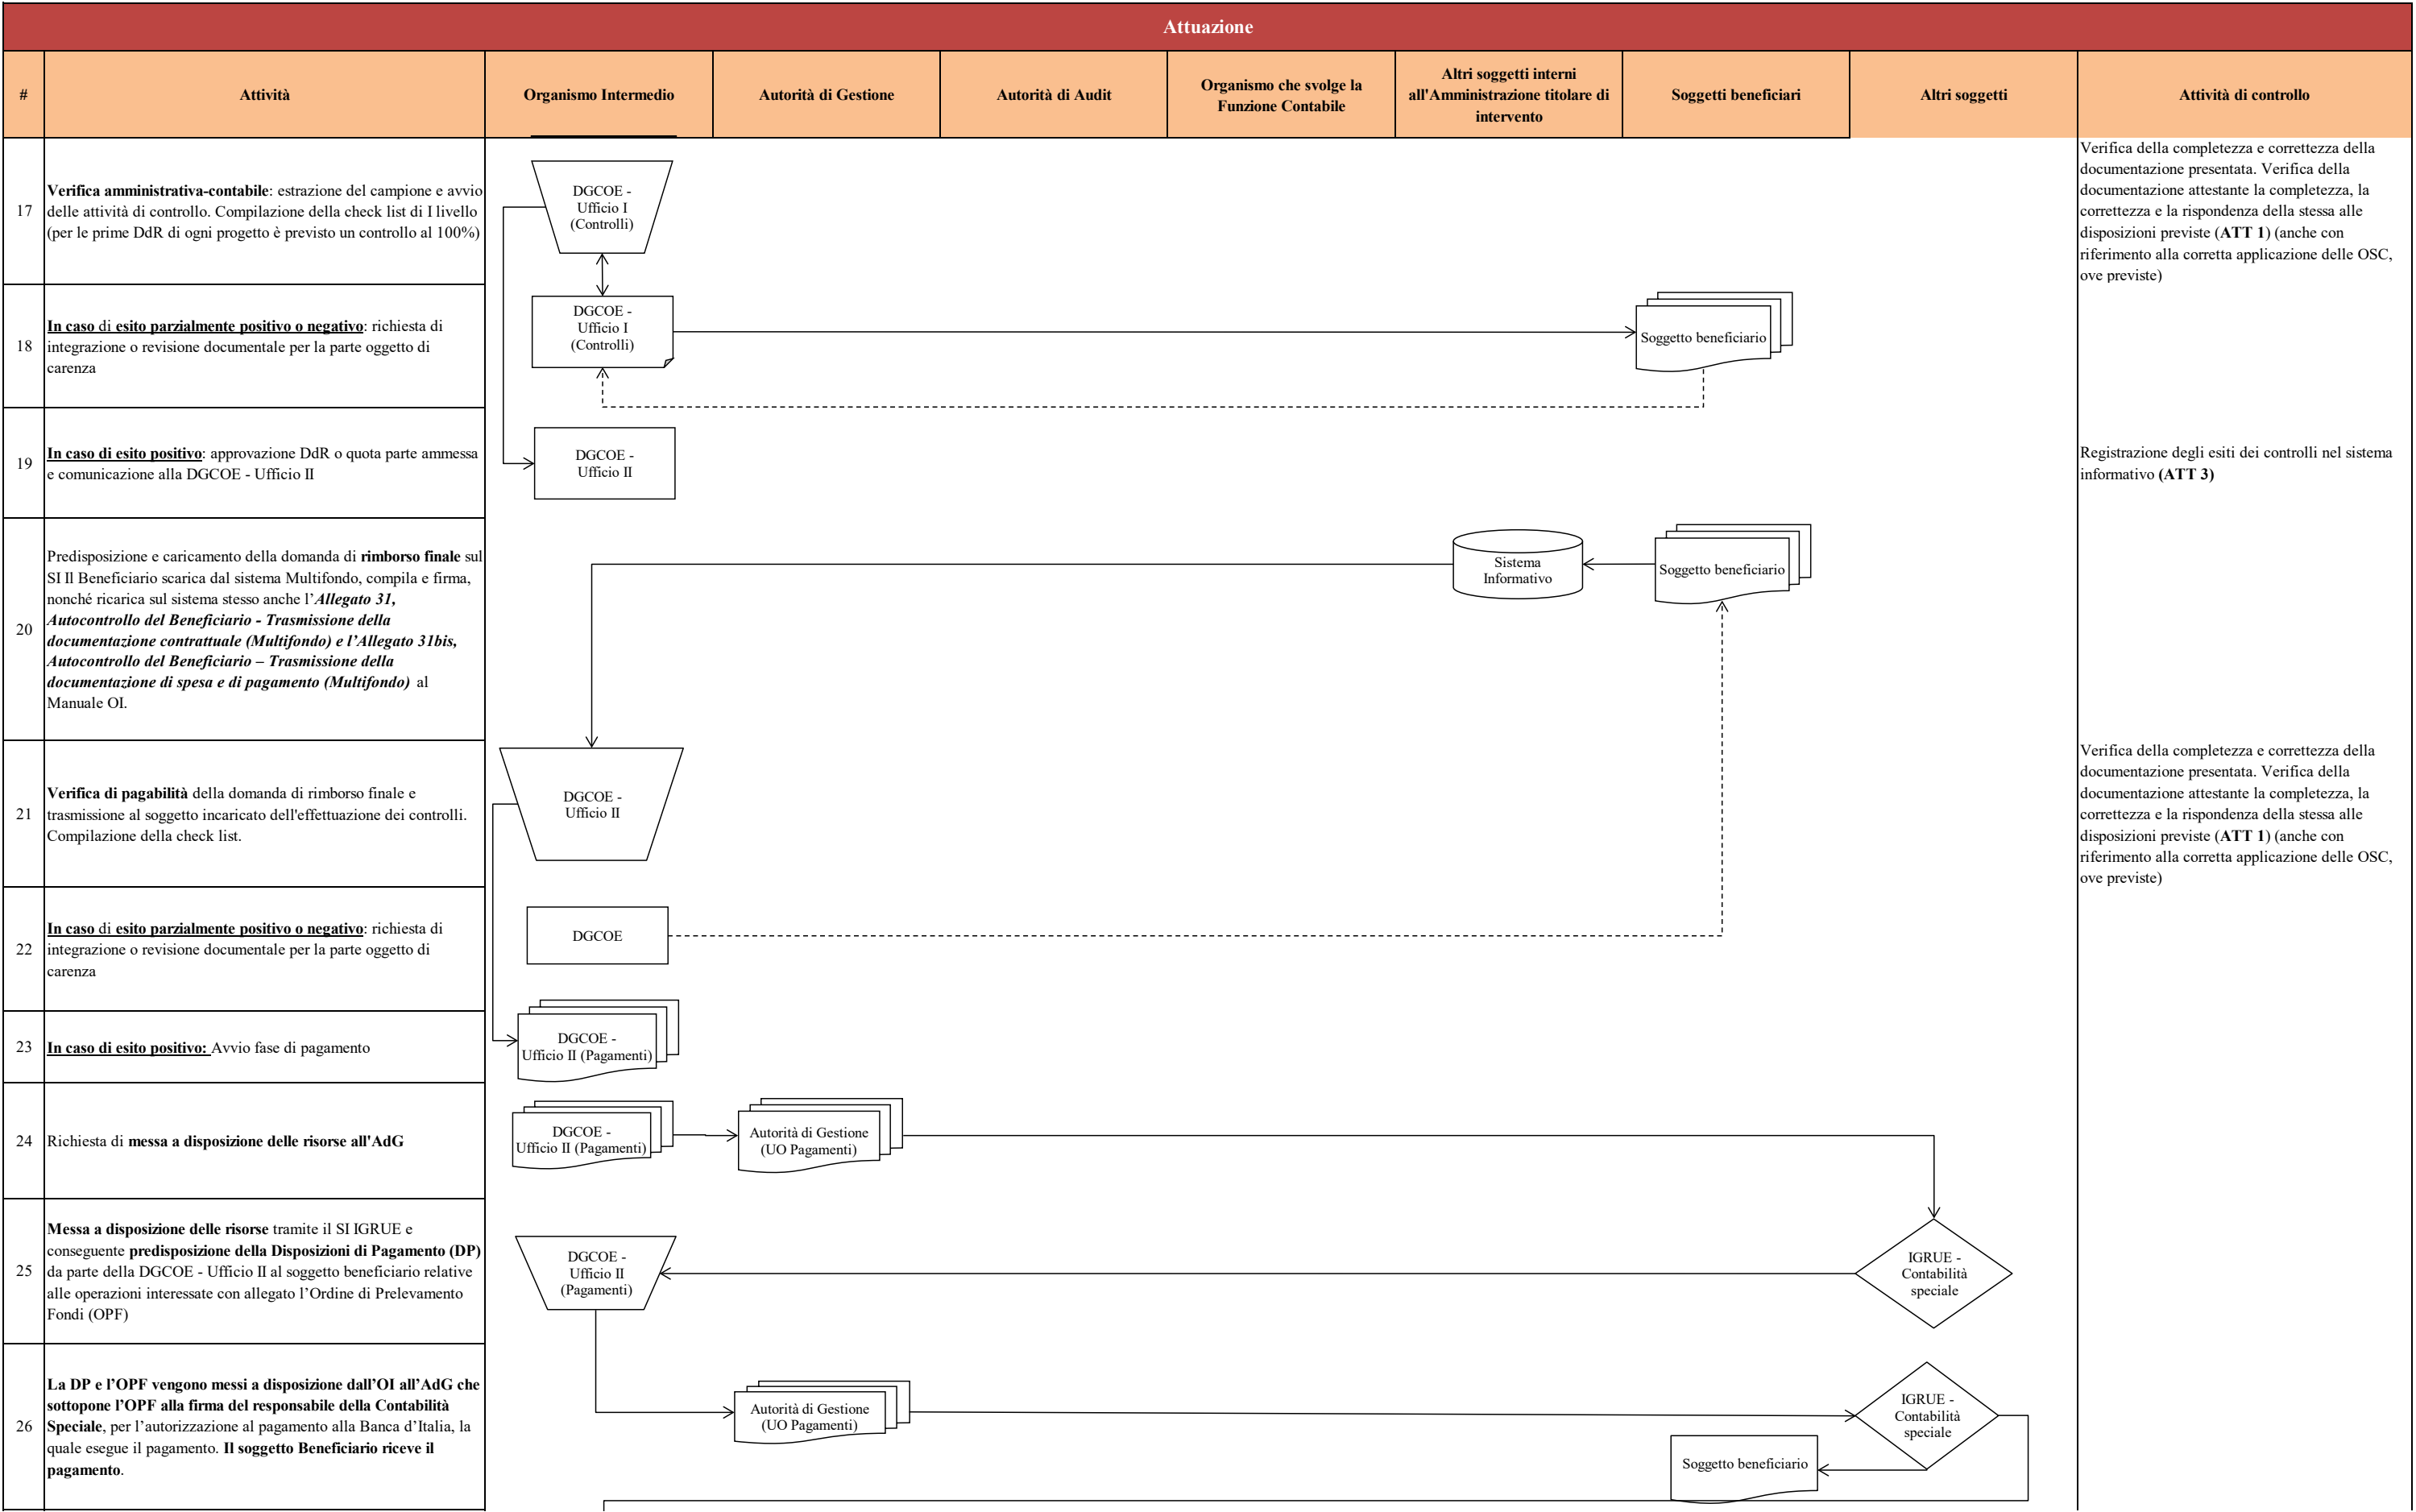 Attuazione
#
Attività
Organismo Intermedio
Autorità di Gestione
Autorità di Audit
Organismo che svolge la
Funzione Contabile
Altri soggetti interni
all'Amministrazione titolare di
intervento
Soggetti beneficiari
Altri soggetti
Attività di controllo
17
Verifica amministrativa-contabile: estrazione del campione e avvio
delle attività di controllo. Compilazione della check list di I livello
(per le prime DdR di ogni progetto è previsto un controllo al 100%)
DGCOE -
Ufficio I
(Controlli)
Verifica della completezza e correttezza della
documentazione presentata. Verifica della
documentazione attestante la completezza, la
correttezza e la rispondenza della stessa alle
disposizioni previste (ATT 1) (anche con
riferimento alla corretta applicazione delle OSC,
ove previste)
18
In caso di esito parzialmente positivo o negativo: richiesta di
integrazione o revisione documentale per la parte oggetto di
carenza
DGCOE -
Ufficio I
(Controlli)
Soggetto beneficiario
19
In caso di esito positivo: approvazione DdR o quota parte ammessa
e comunicazione alla DGCOE - Ufficio II
DGCOE -
Ufficio II
Registrazione degli esiti dei controlli nel sistema
informativo (ATT 3)
20
Predisposizione e caricamento della domanda di rimborso finale sul
SI Il Beneficiario scarica dal sistema Multifondo, compila e firma,
nonché ricarica sul sistema stesso anche l’Allegato 31,
Autocontrollo del Beneficiario - Trasmissione della
documentazione contrattuale (Multifondo) e l’Allegato 31bis,
Autocontrollo del Beneficiario – Trasmissione della
documentazione di spesa e di pagamento (Multifondo) al
Manuale OI.
Sistema
Informativo
Soggetto beneficiario
21
Verifica di pagabilità della domanda di rimborso finale e
trasmissione al soggetto incaricato dell'effettuazione dei controlli.
Compilazione della check list.
DGCOE -
Ufficio II
Verifica della completezza e correttezza della
documentazione presentata. Verifica della
documentazione attestante la completezza, la
correttezza e la rispondenza della stessa alle
disposizioni previste (ATT 1) (anche con
riferimento alla corretta applicazione delle OSC,
ove previste)
22
In caso di esito parzialmente positivo o negativo: richiesta di
integrazione o revisione documentale per la parte oggetto di
carenza
DGCOE
23
In caso di esito positivo: Avvio fase di pagamento
DGCOE -
Ufficio II (Pagamenti)
24
Richiesta di messa a disposizione delle risorse all'AdG
DGCOE -
Ufficio II (Pagamenti)
Autorità di Gestione
(UO Pagamenti)
25
Messa a disposizione delle risorse tramite il SI IGRUE e
conseguente predisposizione della Disposizioni di Pagamento (DP)
da parte della DGCOE - Ufficio II al soggetto beneficiario relative
alle operazioni interessate con allegato l’Ordine di Prelevamento
Fondi (OPF)
DGCOE -
Ufficio II
(Pagamenti)
IGRUE -
Contabilità
speciale
26
La DP e l’OPF vengono messi a disposizione dall’OI all’AdG che
sottopone l’OPF alla firma del responsabile della Contabilità
Speciale, per l’autorizzazione al pagamento alla Banca d’Italia, la
quale esegue il pagamento. Il soggetto Beneficiario riceve il
pagamento.
Autorità di Gestione
(UO Pagamenti)
IGRUE -
Contabilità
speciale
Soggetto beneficiario